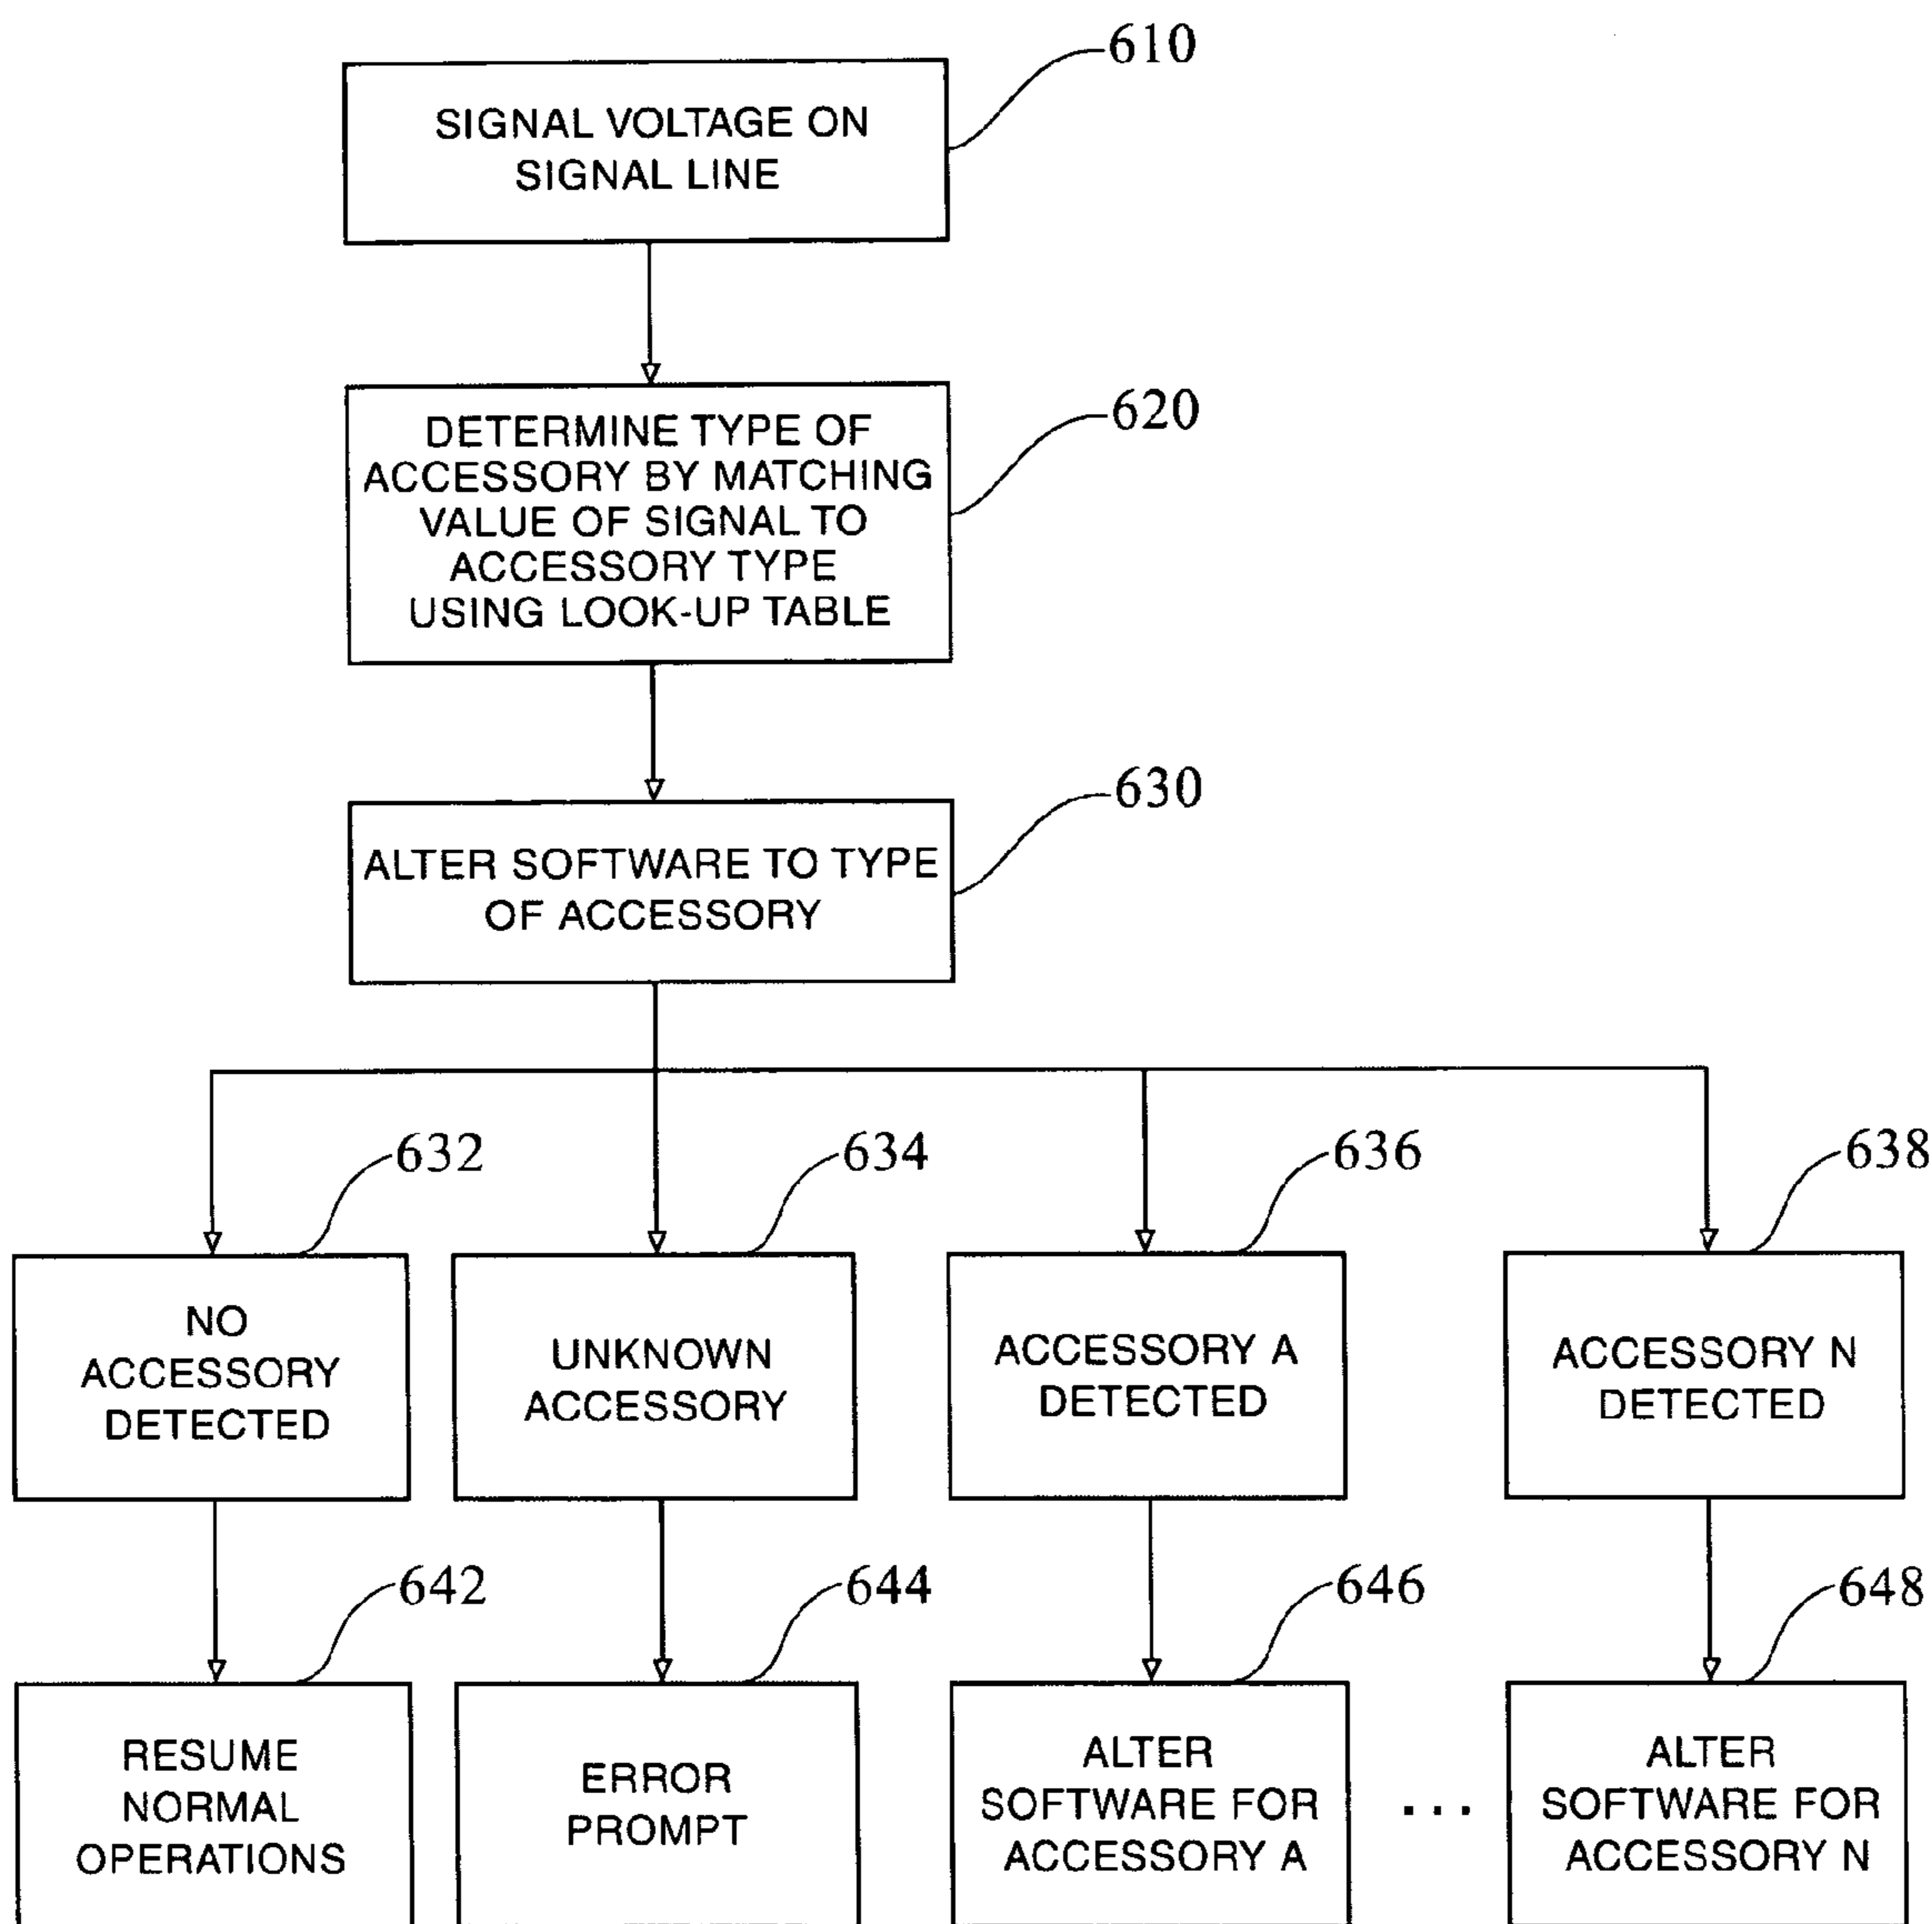 610
SIGNAL VOLTAGE ON
SIGNAL LINE
620
DETERMINE TYPE OF
ACCESSORY BY MATCHING
VALUE OF SIGNAL TO
ACCESSORY TYPE
USING LOOK-UP TABLE
630
ALTER SOFTWARE TO TYPE
OF ACCESSORY
632
NO
ACCESSORY
DETECTED
634
UNKNOWN
ACCESSORY
636
ACCESSORY A
DETECTED
638
ACCESSORY N
DETECTED
642
RESUME
NORMAL
OPERATIONS
644
ERROR
PROMPT
646
ALTER
SOFTWARE FOR
ACCESSORY A
...
648
ALTER
SOFTWARE FOR
ACCESSORY N